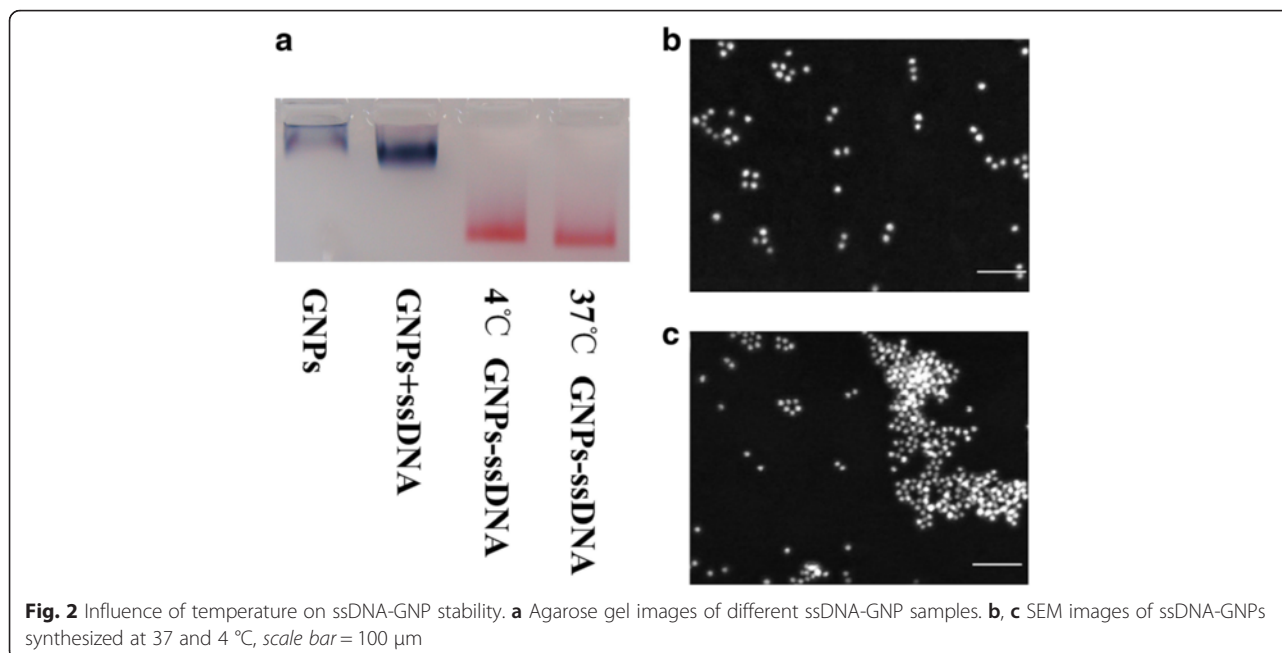 a
b
GNPs
GNPs+ssDNA
4℃ GNPs-ssDNA
37℃ GNPs-ssDNA
c
Fig. 2 Influence of temperature on ssDNA-GNP stability. a Agarose gel images of different ssDNA-GNP samples. b, c SEM images of ssDNA-GNPs
synthesized at 37 and 4 °C, scale bar = 100 μm